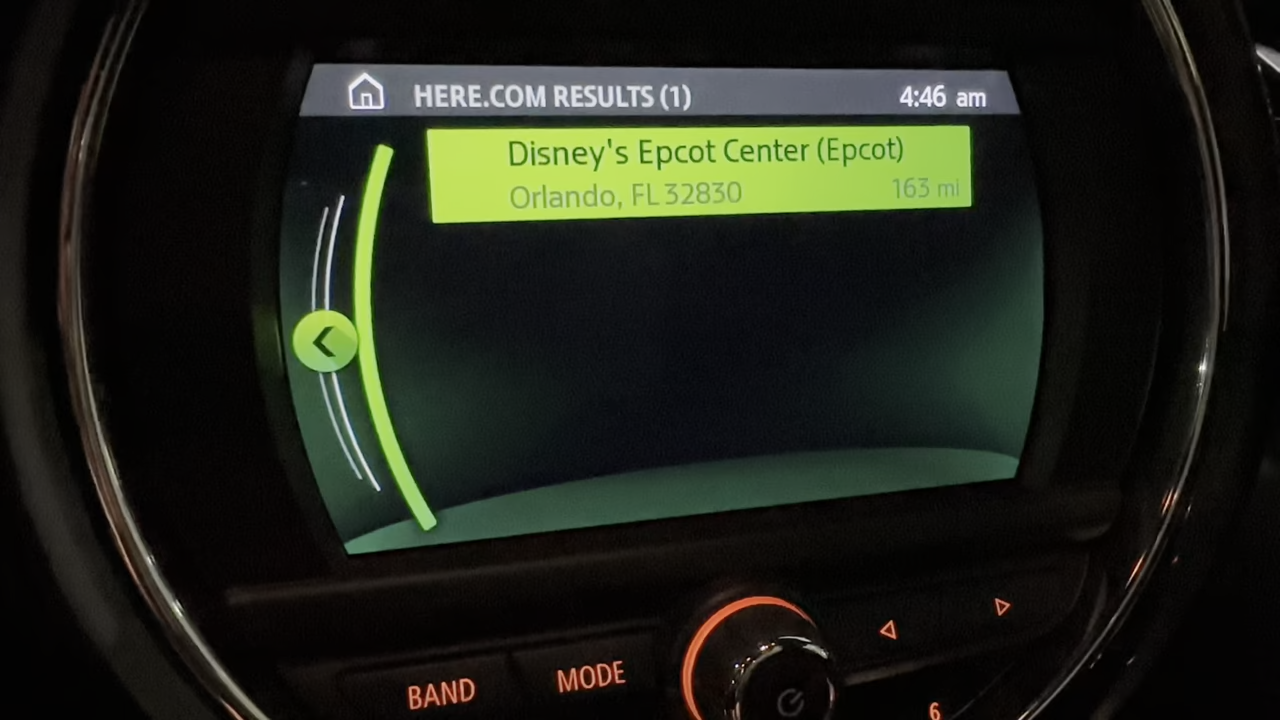 HERE.COM RESULTS (1) 4:46 am
Disney's Epcot Center (Epcot)
Orlando, FL 32830 163 mi
BAND MODE
6